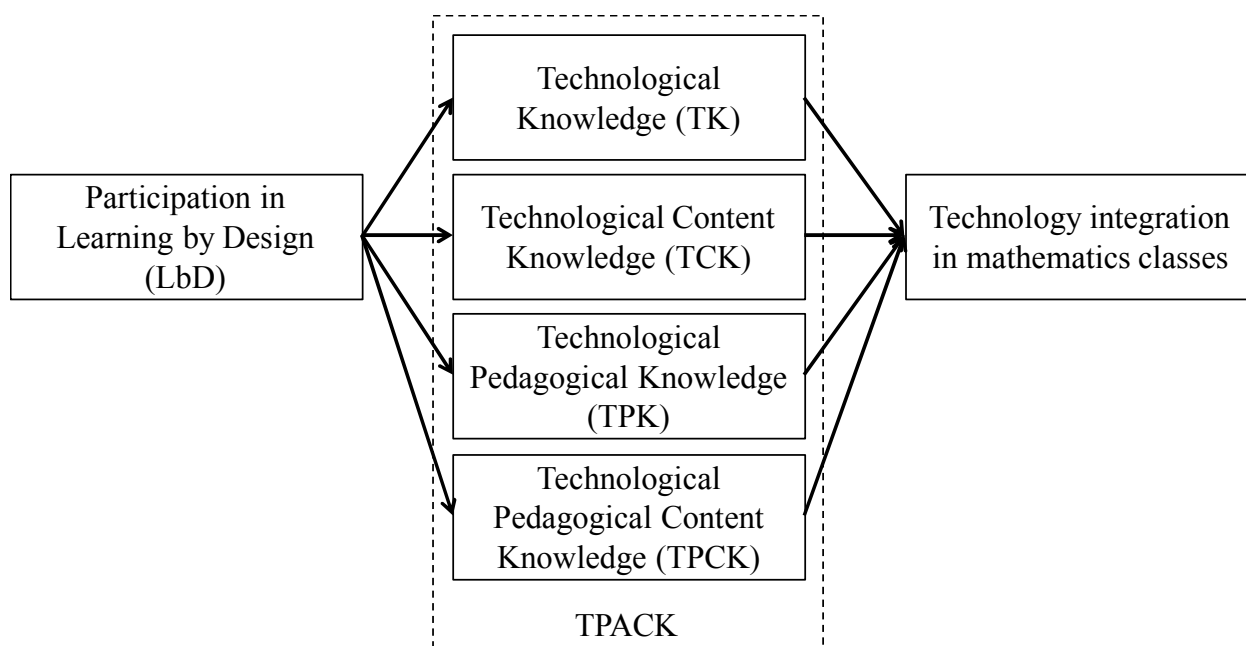 Participation in
Learning by Design
(LbD)
Technological
Knowledge (TK)
Technological Content
Knowledge (TCK)
Technological
Pedagogical Knowledge
(TPK)
Technological
Pedagogical Content
Knowledge (TPCK)
TPACK
Technology integration
in mathematics classes